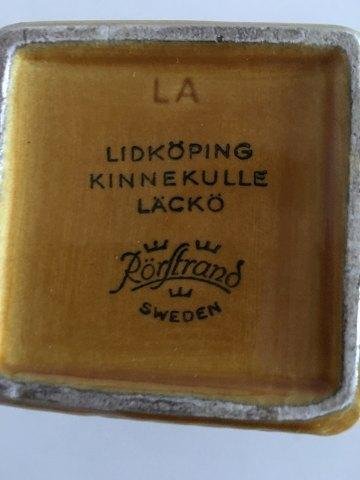 LA
LIDKÖPING
KINNEKULLE
LÄCKÖ
Rörstrand
SWEDEN